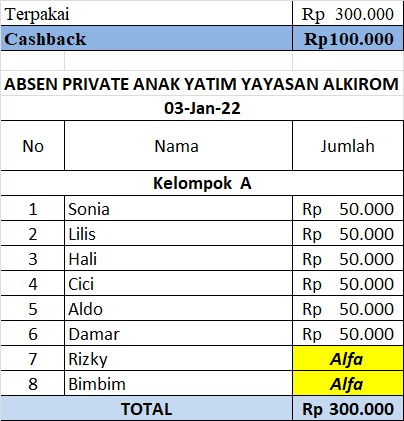 Terpakai Rp 300.000
Cashback Rp100.000
ABSEN PRIVATE ANAK YATIM YAYASAN ALKIROM
03-Jan-22
No Nama Jumlah
Kelompok A
1 Sonia Rp 50.000
2 Lilis Rp 50.000
3 Hali Rp 50.000
4 Cici Rp 50.000
5 Aldo Rp 50.000
6 Damar Rp 50.000
7 Rizky Alfa
8 Bimbim Alfa
TOTAL Rp 300.000